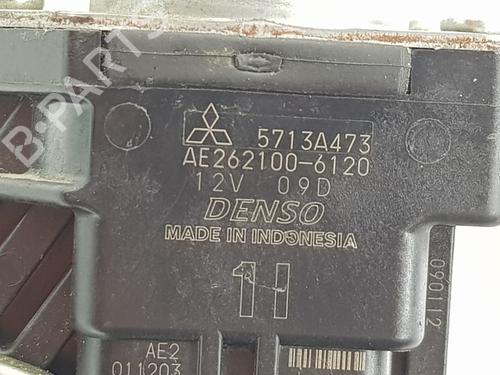 B-PARTS
5713A473
AE262100-6120
12V 09D
DENSO
MADE IN INDONESIA
11
090112
AE2
011203